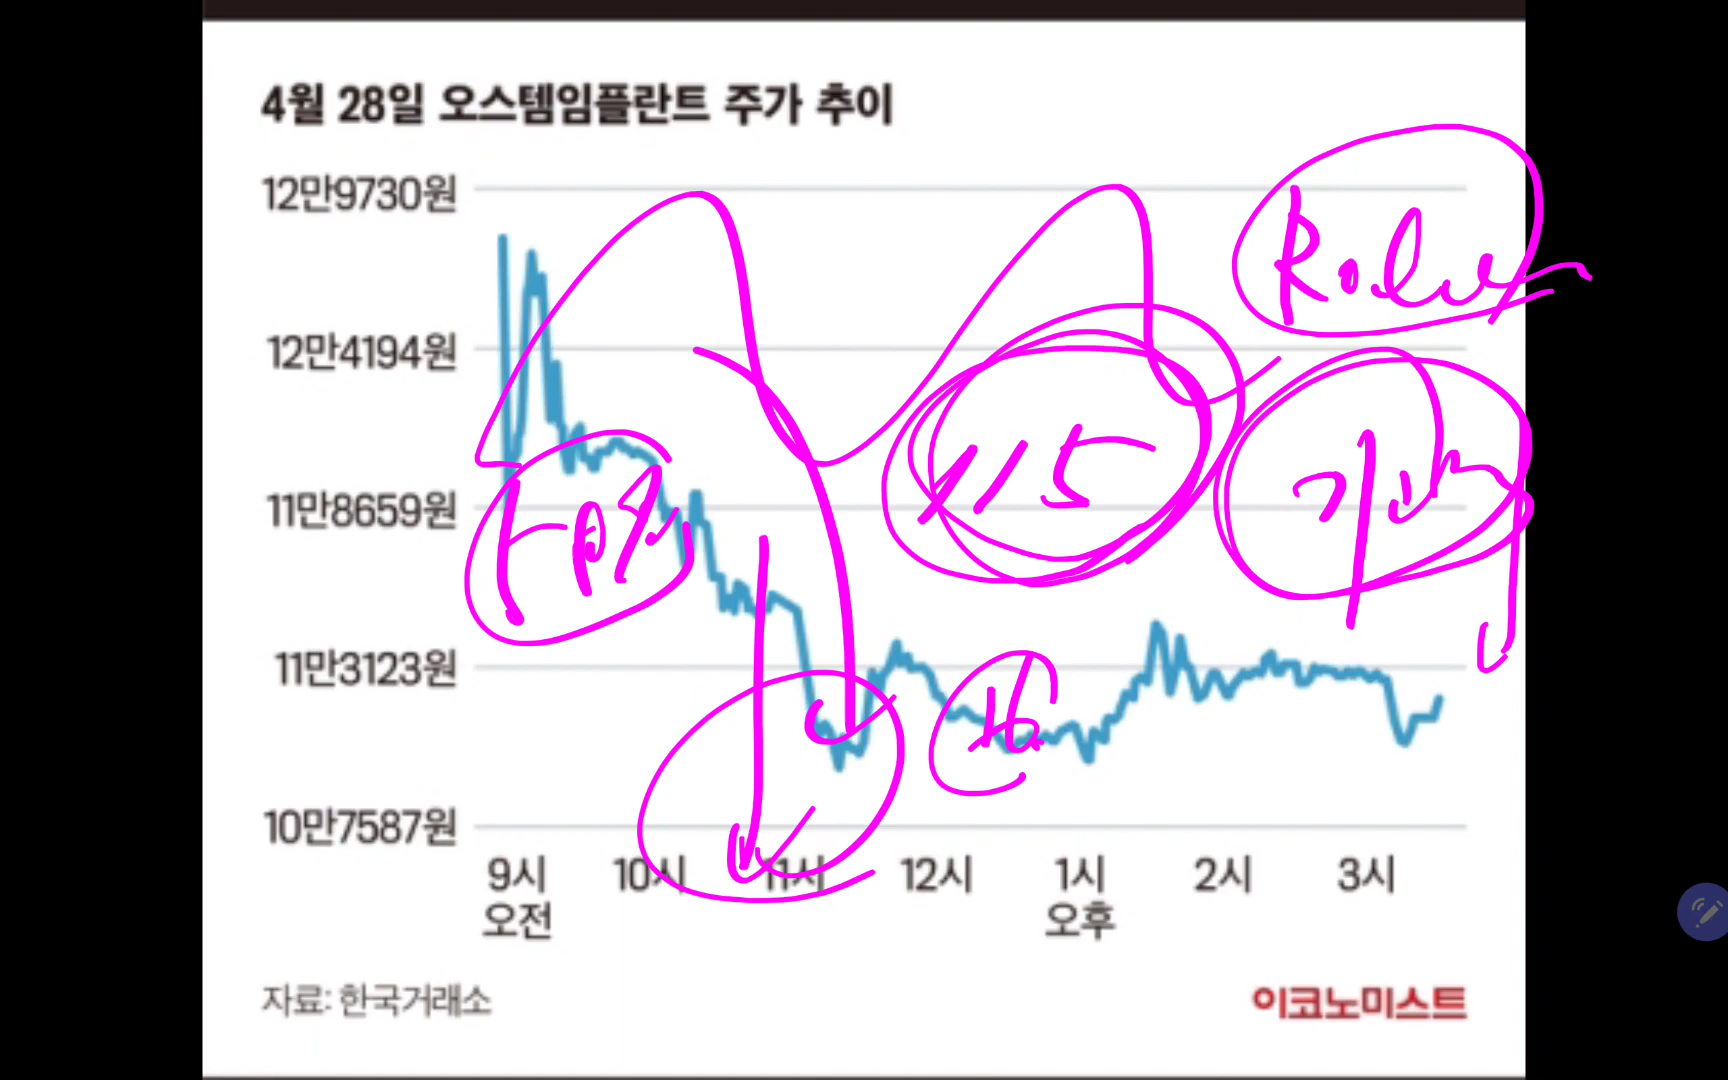 4월 28일 오스템임플란트 주가 추이
12만9730원
12만4194원
11만8659원
11만3123원
10만7587원
115
16
9시 10시 11시 12시 1시 2시 3시
오전 오후
자료: 한국거래소
이코노미스트